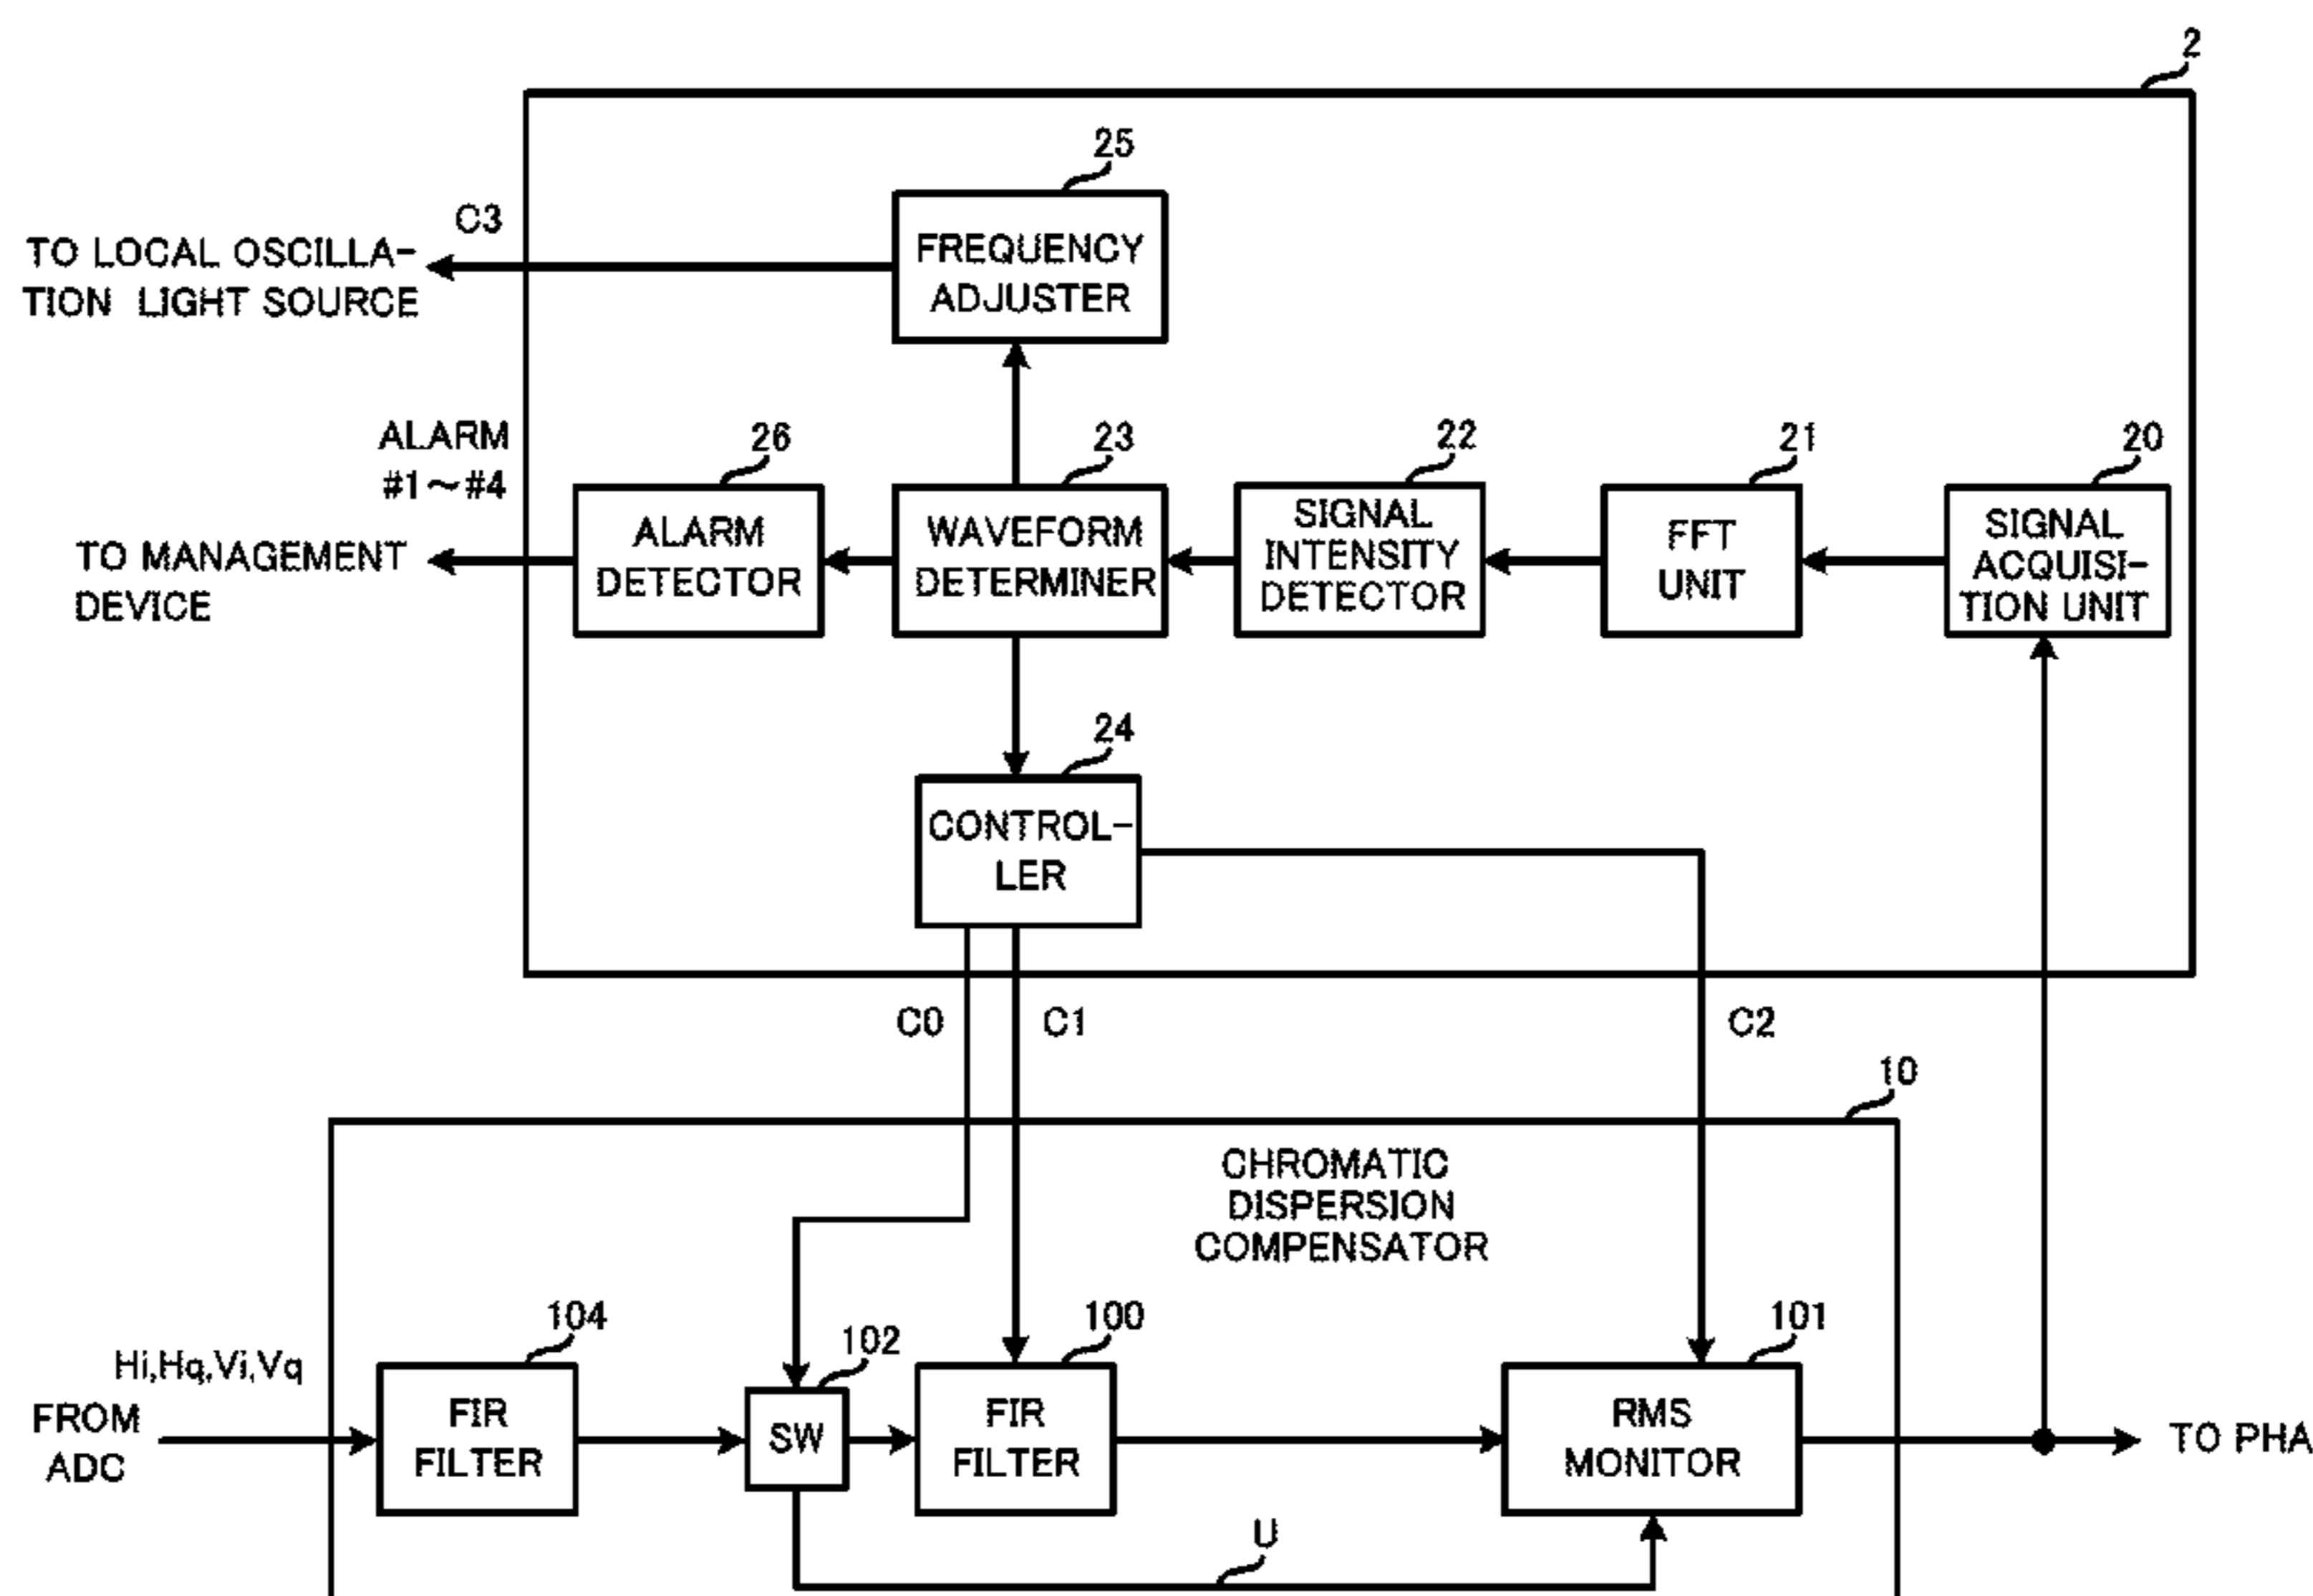 2
25
C3
TO LOCAL OSCILLA-
TION LIGHT SOURCE
FREQUENCY
ADJUSTER
ALARM
#1~#4
26
23
22
21
20
TO MANAGEMENT
DEVICE
ALARM
DETECTOR
WAVEFORM
DETERMINER
SIGNAL
INTENSITY
DETECTOR
FFT
UNIT
SIGNAL
ACQUISI-
TION UNIT
24
CONTROL-
LER
C0
C1
C2
10
CHROMATIC
DISPERSION
COMPENSATOR
Hi,Hq,Vi,Vq
104
102
100
101
FROM
ADC
FIR
FILTER
SW
FIR
FILTER
RMS
MONITOR
TO PHA
U